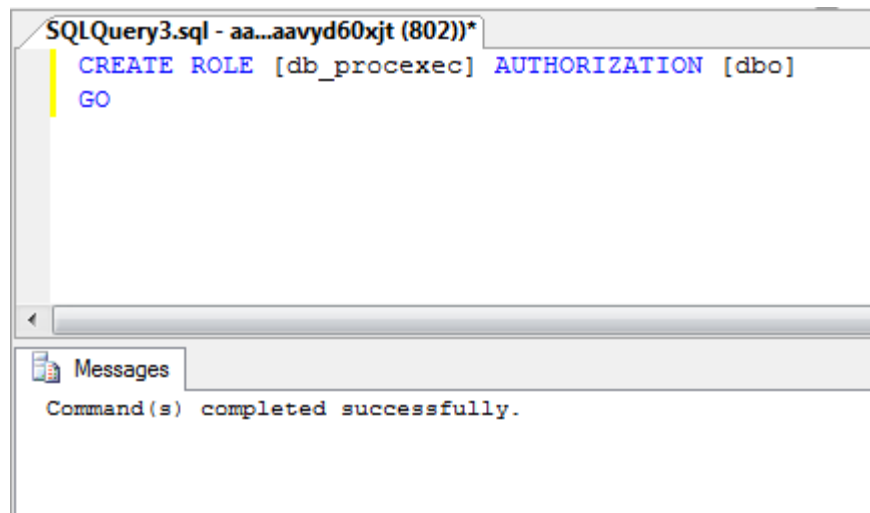 SQLQuery3.sql - aa...aavyd60xjt (802))*
CREATE ROLE [db_procexec] AUTHORIZATION [dbo]
GO
Messages
Command(s) completed successfully.